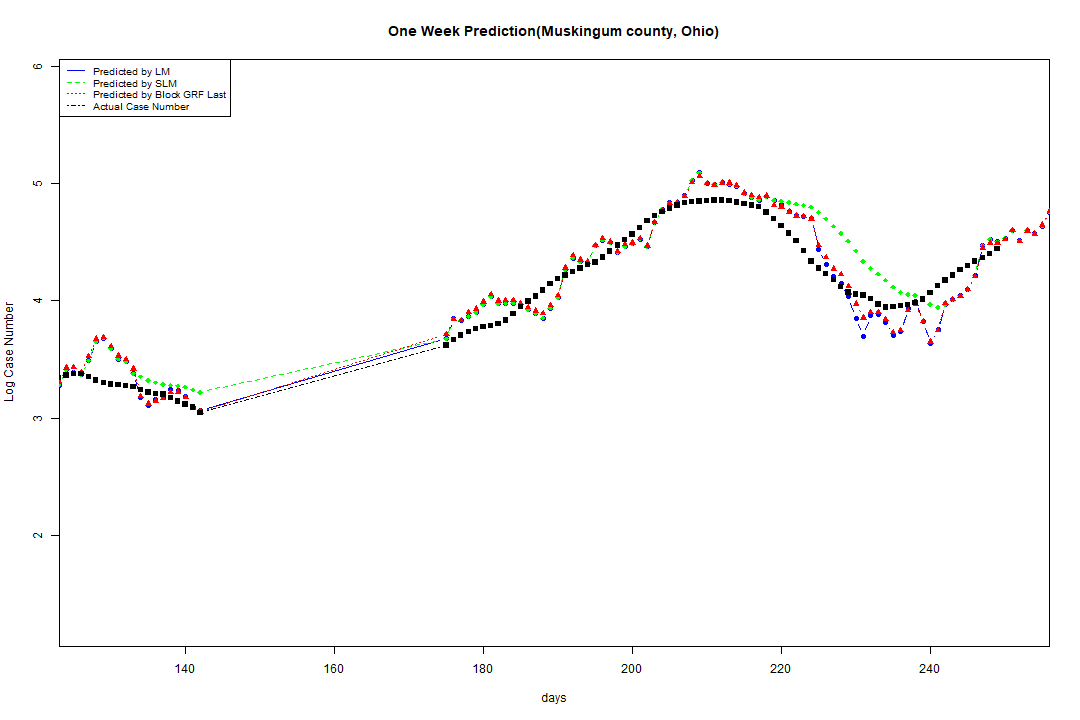 One Week Prediction(Muskingum county, Ohio)
Predicted by LM
Predicted by SLM
Predicted by Block GRF Last
Actual Case Number
6
5
4
3
2
Log Case Number
140 160 180 200 220 240
days